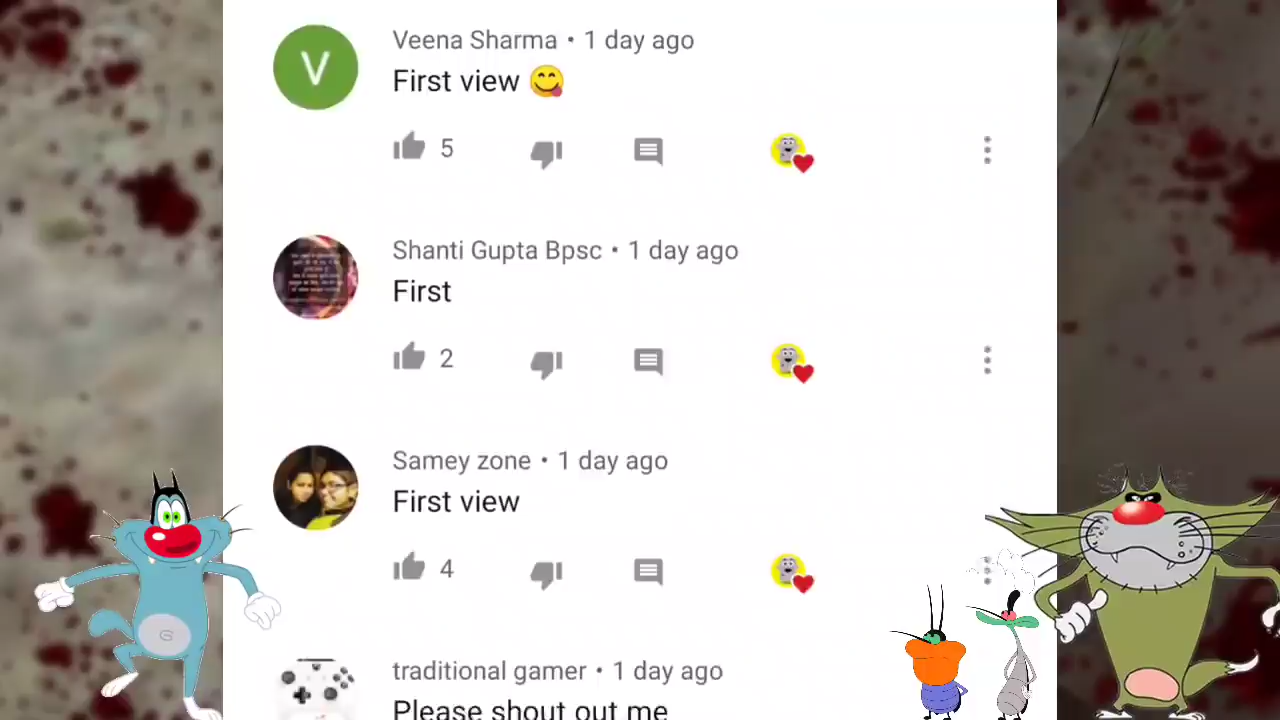 V
Veena Sharma • 1 day ago
First view 😋
5
Shanti Gupta Bpsc • 1 day ago
First
2
Samey zone • 1 day ago
First view
4
traditional gamer • 1 day ago
Please shout out me